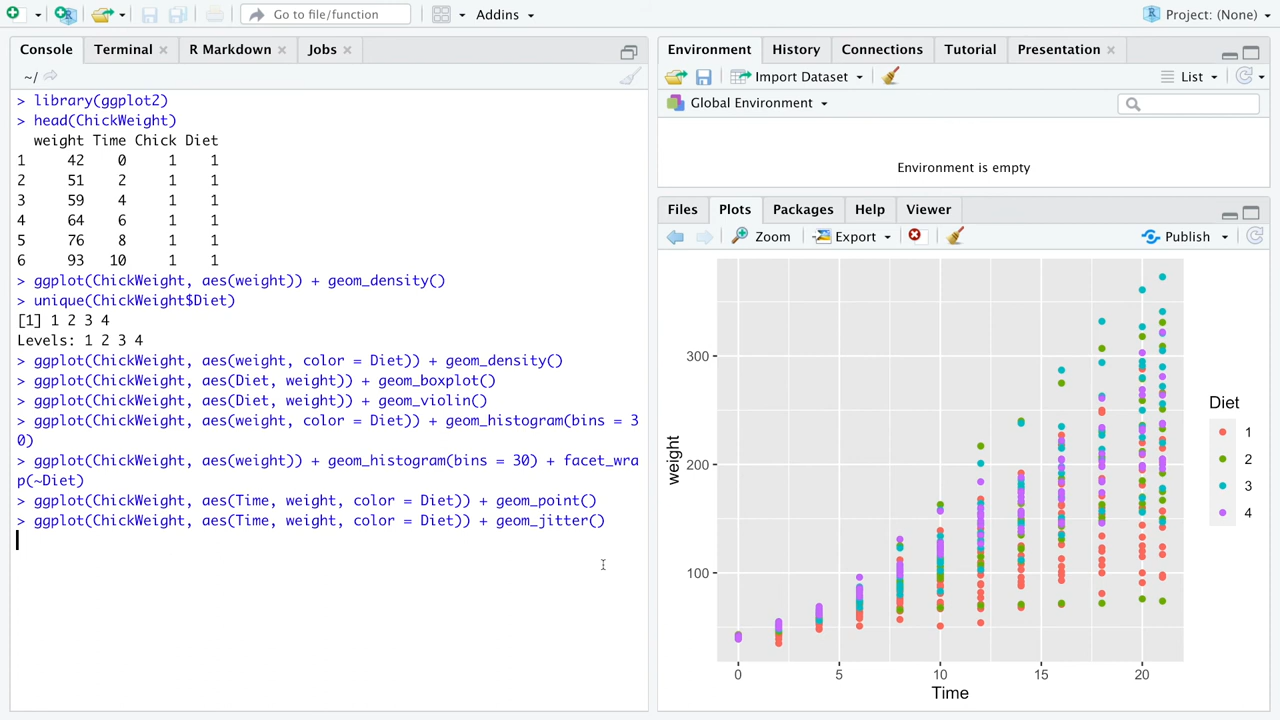 Go to file/function
Addins
Project: (None)
Console
Terminal
R Markdown
Jobs
~/
> library(ggplot2)
> head(ChickWeight)
  weight Time Chick Diet
1     42    0     1    1
2     51    2     1    1
3     59    4     1    1
4     64    6     1    1
5     76    8     1    1
6     93   10     1    1
> ggplot(ChickWeight, aes(weight)) + geom_density()
> unique(ChickWeight$Diet)
[1] 1 2 3 4
Levels: 1 2 3 4
> ggplot(ChickWeight, aes(weight, color = Diet)) + geom_density()
> ggplot(ChickWeight, aes(Diet, weight)) + geom_boxplot()
> ggplot(ChickWeight, aes(Diet, weight)) + geom_violin()
> ggplot(ChickWeight, aes(weight, color = Diet)) + geom_histogram(bins = 3
0)
> ggplot(ChickWeight, aes(weight)) + geom_histogram(bins = 30) + facet_wra
p(~Diet)
> ggplot(ChickWeight, aes(Time, weight, color = Diet)) + geom_point()
> ggplot(ChickWeight, aes(Time, weight, color = Diet)) + geom_jitter()
Environment
History
Connections
Tutorial
Presentation
Import Dataset
List
Global Environment
Environment is empty
Files
Plots
Packages
Help
Viewer
Zoom
Export
Publish
300
200
100
weight
0
5
10
15
20
Time
Diet
1
2
3
4